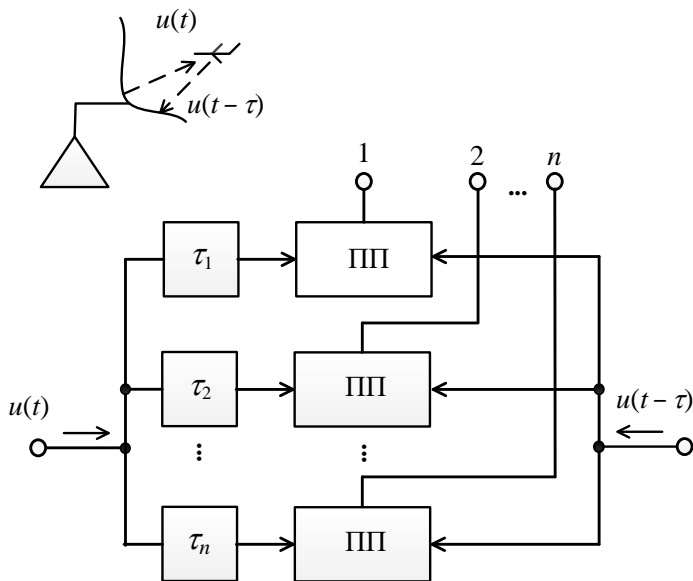 u(t)
u(t − τ)
1 2 ... n
τ1 ПП
τ2 ПП
u(t) u(t − τ)
... ...
τn ПП